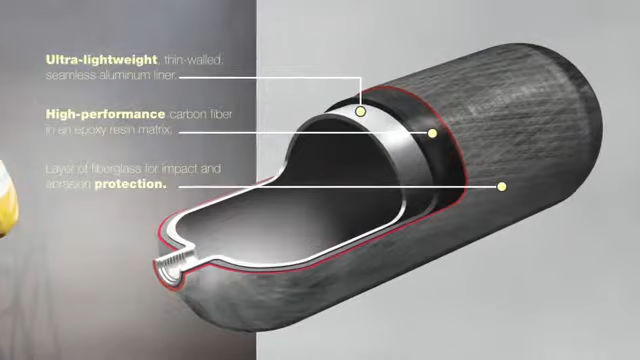 Ultra-lightweight, thin-walled,
seamless aluminum liner.
High-performance carbon fiber
in an epoxy resin matrix.
Layer of fiberglass for impact and
abrasion protection.